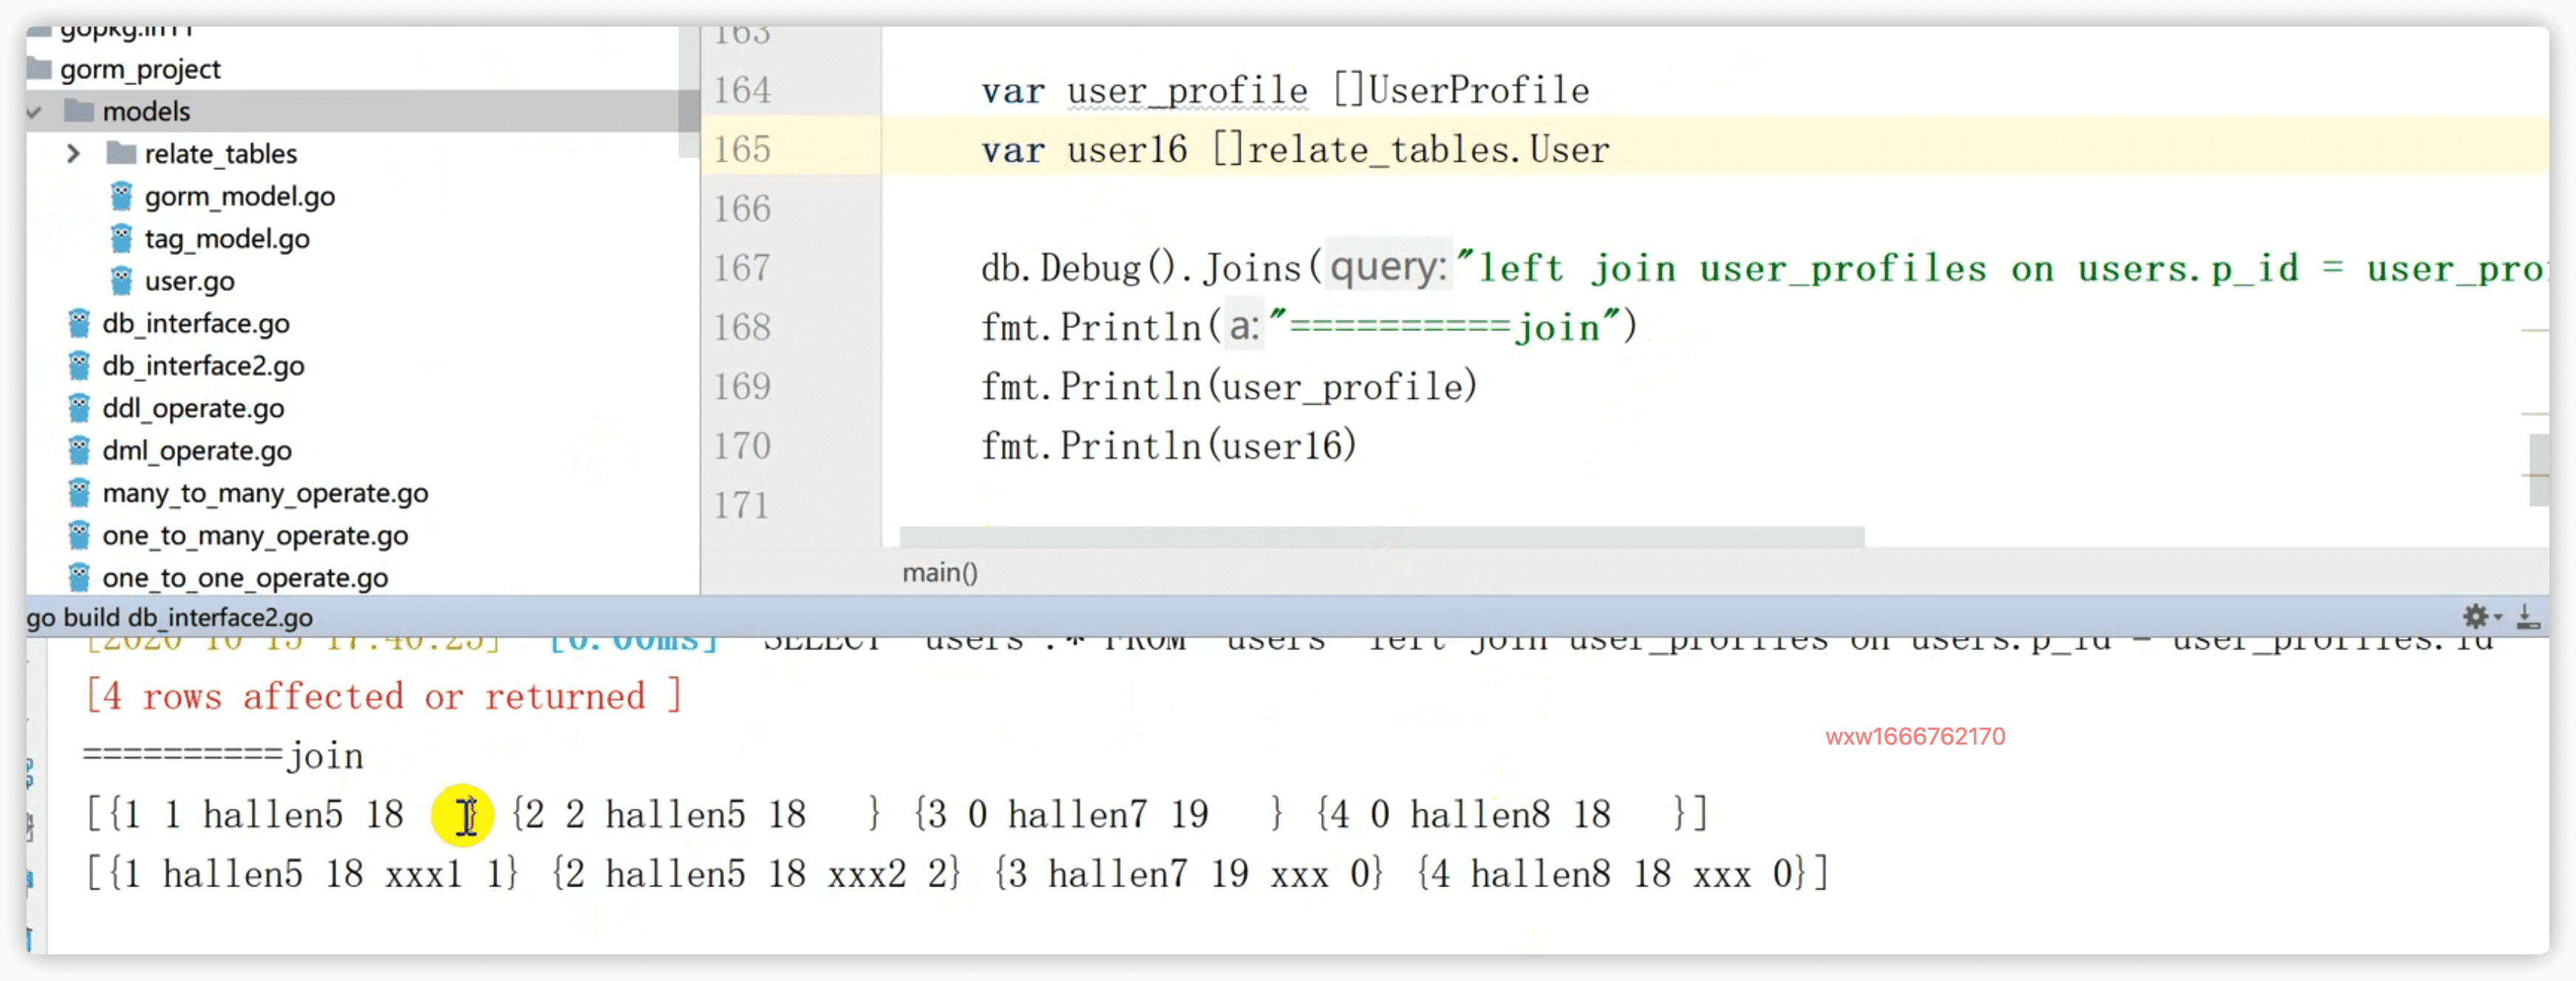 gopkg.in11
gorm_project
models
relate_tables
gorm_model.go
tag_model.go
user.go
db_interface.go
db_interface2.go
ddl_operate.go
dml_operate.go
many_to_many_operate.go
one_to_many_operate.go
one_to_one_operate.go
163
164 var user_profile []UserProfile
165 var user16 []relate_tables.User
166
167 db.Debug().Joins( query: "left join user_profiles on users.p_id = user_pro
168 fmt.Println( a: "==========join")
169 fmt.Println(user_profile)
170 fmt.Println(user16)
171
main()
go build db_interface2.go
SELECT users .* FROM users left join user_profiles on users.p_id = user_profiles.id
[4 rows affected or returned ]
wxw1666762170
==========join
[{1 1 hallen5 18 } {2 2 hallen5 18 } {3 0 hallen7 19 } {4 0 hallen8 18 }]
[{1 hallen5 18 xxx1 1} {2 hallen5 18 xxx2 2} {3 hallen7 19 xxx 0} {4 hallen8 18 xxx 0}]